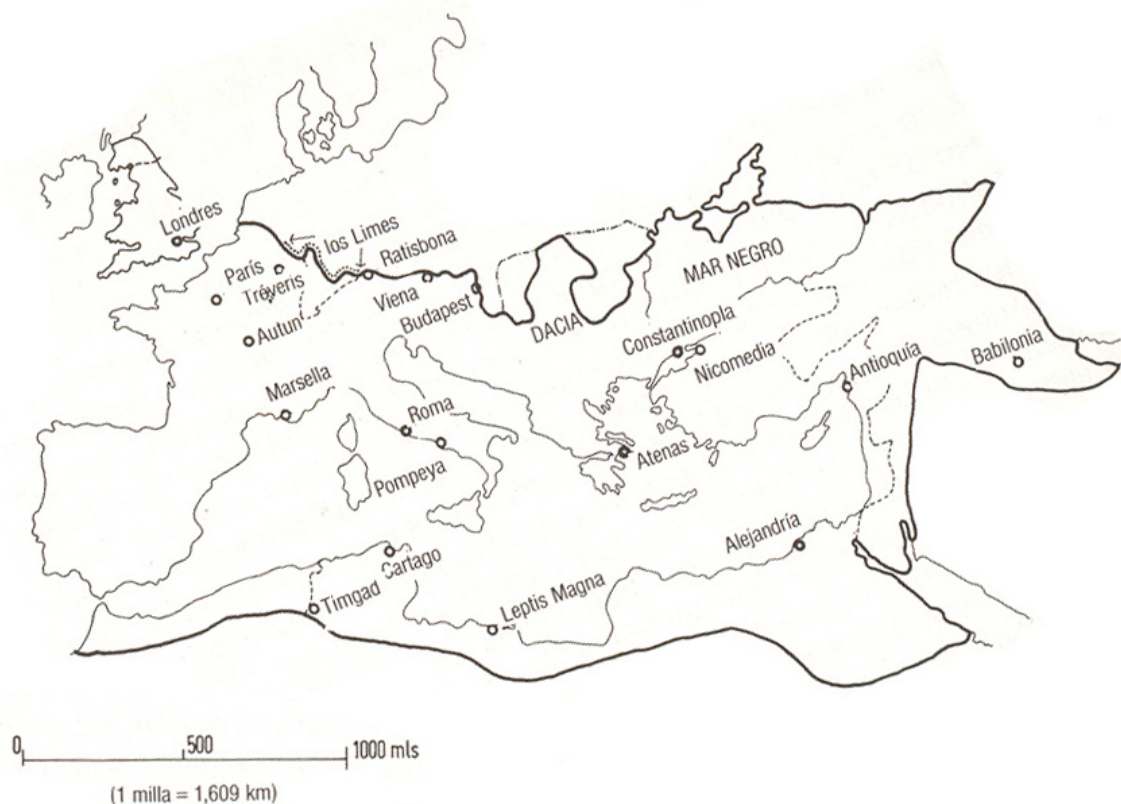 Londres
los Limes
Ratisbona
París
Tréveris
Viena
Budapest
Autun
DACIA
MAR NEGRO
Constantinopla
Nicomedia
Antioquía
Babilonia
Marsella
Roma
Pompeya
Atenas
Alejandría
Cartago
Timgad
Leptis Magna
0 500 1000 mls
(1 milla = 1,609 km)